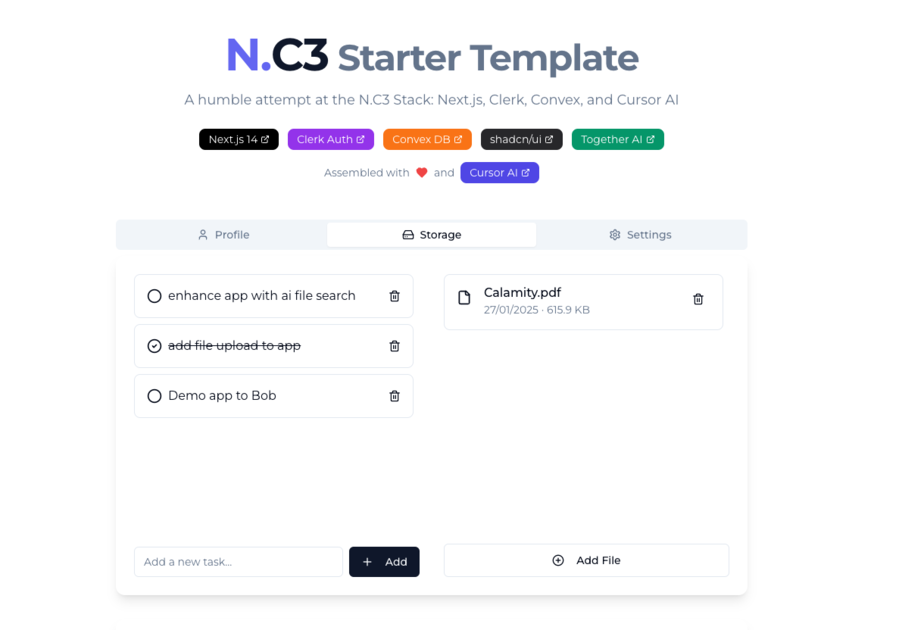 N.C3 Starter Template
A humble attempt at the N.C3 Stack: Next.js, Clerk, Convex, and Cursor AI
Next.js 14 Clerk Auth Convex DB shadcn/ui Together AI
Assembled with ❤️ and Cursor AI
Profile Storage Settings
enhance app with ai file search
add file upload to app
Demo app to Bob
Add a new task...
Add
Calamity.pdf
27/01/2025 · 615.9 KB
Add File